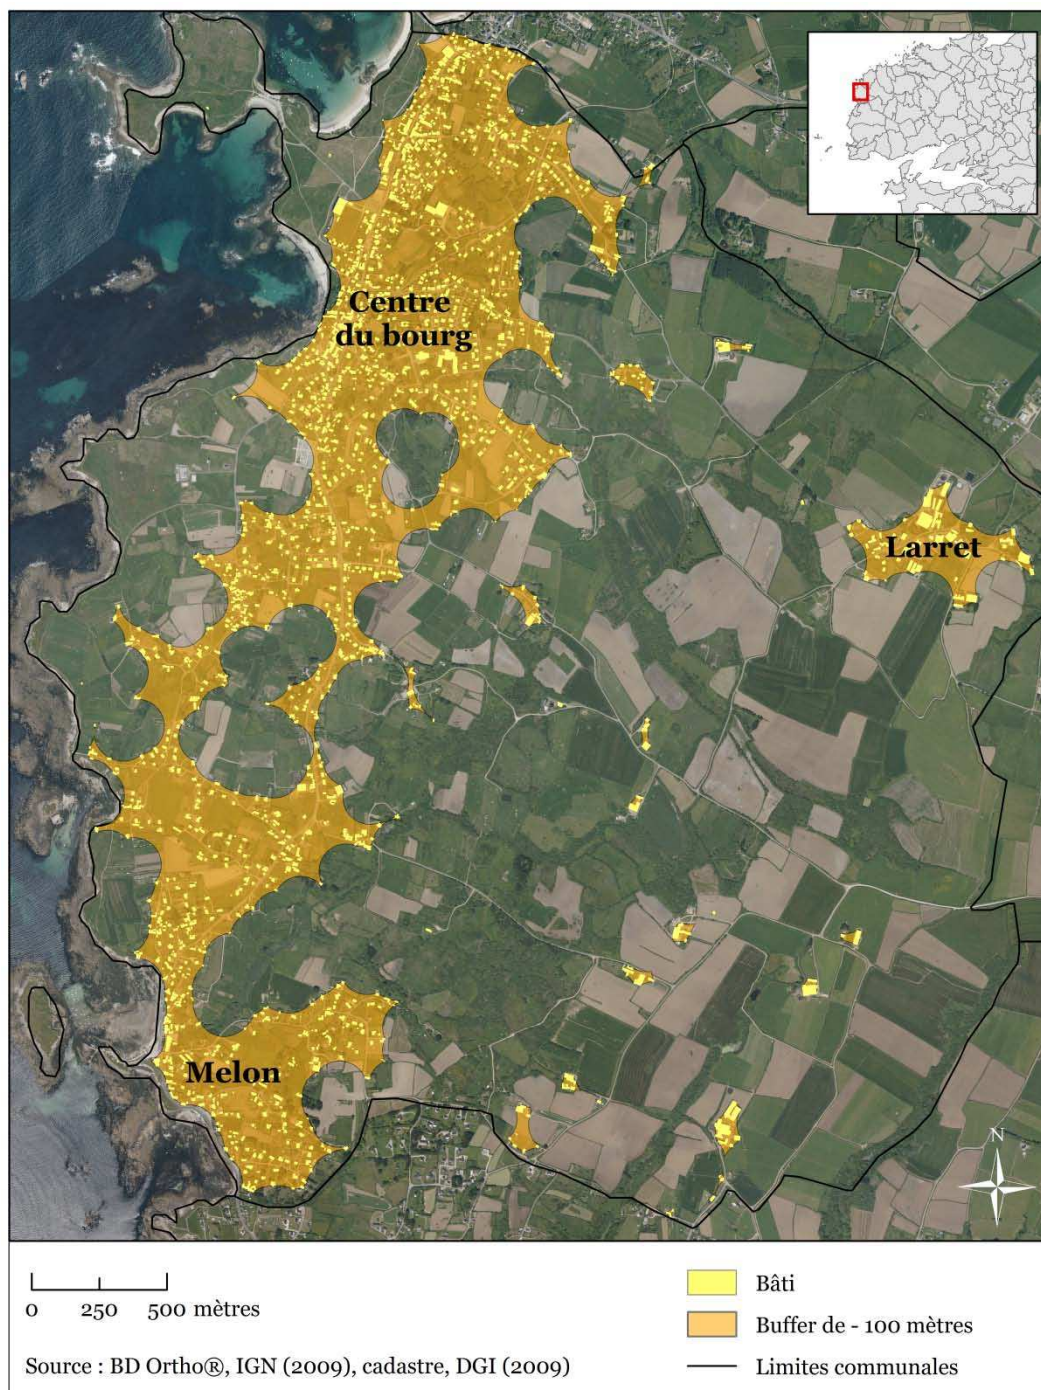 Centre
du bourg
Larret
Melon
N
0 250 500 mètres
Bâti
Buffer de - 100 mètres
Limites communales
Source : BD Ortho®, IGN (2009), cadastre, DGI (2009)